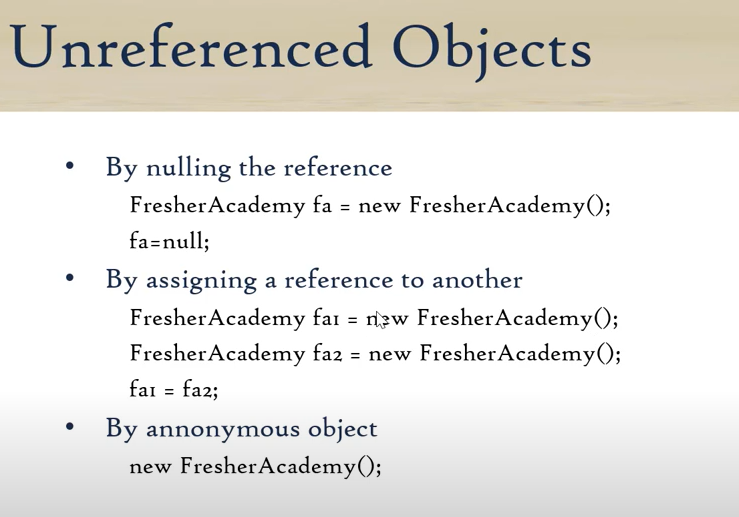 Unreferenced Objects
• By nulling the reference
FresherAcademy fa = new FresherAcademy();
fa=null;
• By assigning a reference to another
FresherAcademy fa1 = new FresherAcademy();
FresherAcademy fa2 = new FresherAcademy();
fa1 = fa2;
• By annonymous object
new FresherAcademy();